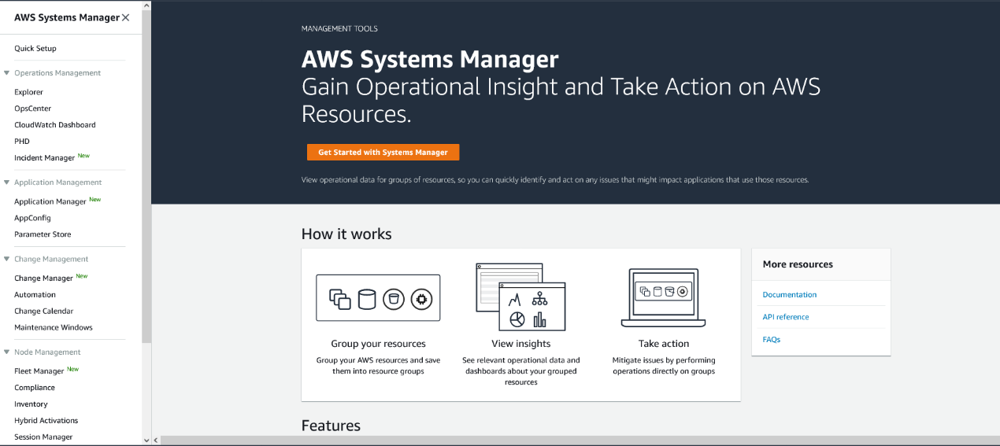 AWS Systems Manager
Quick Setup
Operations Management
Explorer
OpsCenter
CloudWatch Dashboard
PHD
Incident Manager New
Application Management
Application Manager New
AppConfig
Parameter Store
Change Management
Change Manager New
Automation
Change Calendar
Maintenance Windows
Node Management
Fleet Manager New
Compliance
Inventory
Hybrid Activations
Session Manager
MANAGEMENT TOOLS
AWS Systems Manager
Gain Operational Insight and Take Action on AWS
Resources.
Get Started with Systems Manager
View operational data for groups of resources, so you can quickly identify and act on any issues that might impact applications that use those resources.
How it works
Group your resources
Group your AWS resources and save
them into resource groups
View insights
See relevant operational data and
dashboards about your grouped
resources
Take action
Mitigate issues by performing
operations directly on groups
More resources
Documentation
API reference
FAQs
Features